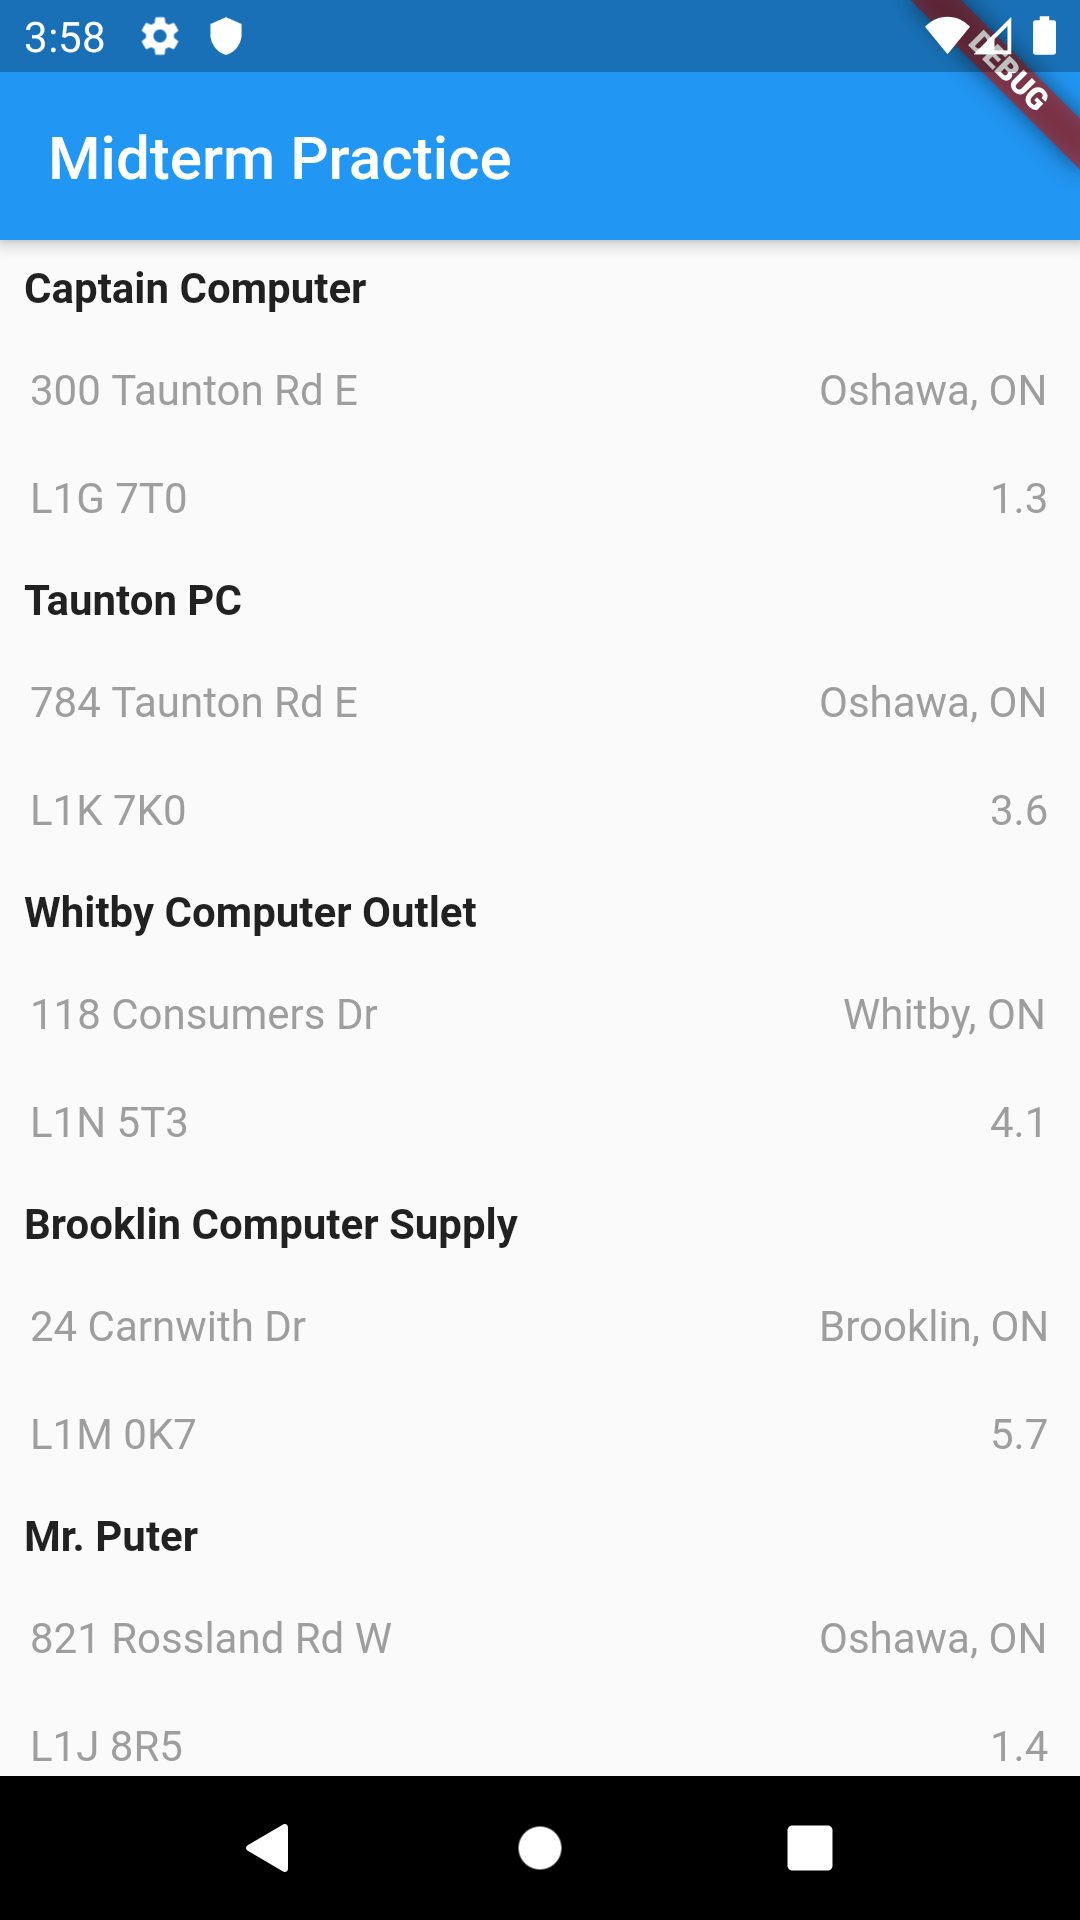 3:58
DEBUG
Midterm Practice
Captain Computer
300 Taunton Rd E Oshawa, ON
L1G 7T0 1.3
Taunton PC
784 Taunton Rd E Oshawa, ON
L1K 7K0 3.6
Whitby Computer Outlet
118 Consumers Dr Whitby, ON
L1N 5T3 4.1
Brooklin Computer Supply
24 Carnwith Dr Brooklin, ON
L1M 0K7 5.7
Mr. Puter
821 Rossland Rd W Oshawa, ON
L1J 8R5 1.4